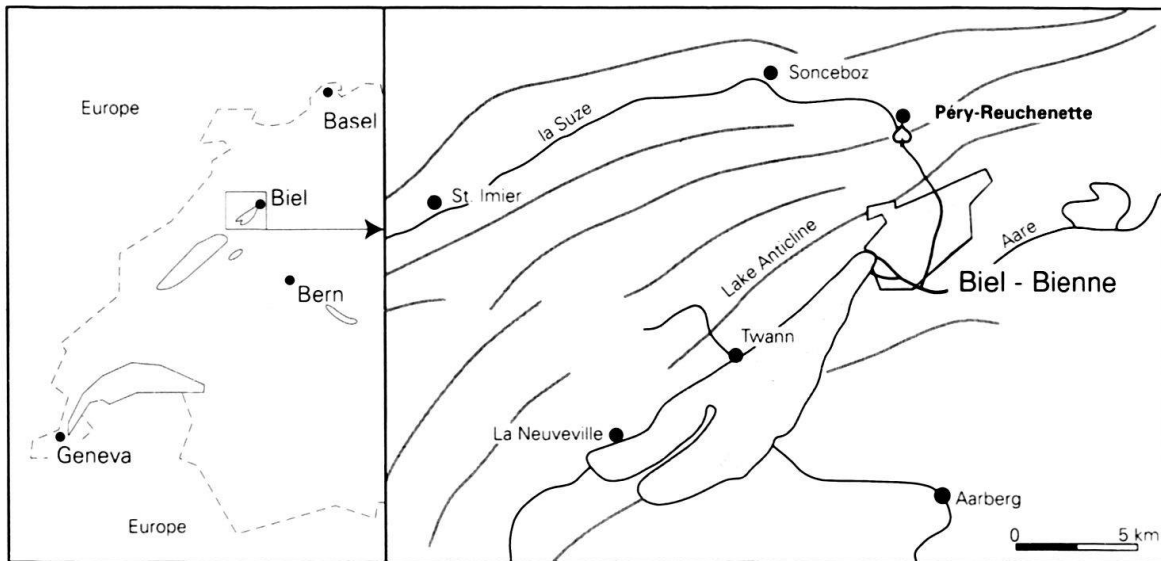 Europe
Basel
Biel
Bern
Geneva
Europe
Sonceboz
la Suze
Péry-Reuchenette
St. Imier
Lake Anticline
Aare
Biel - Bienne
Twann
La Neuveville
Aarberg
0 5 km